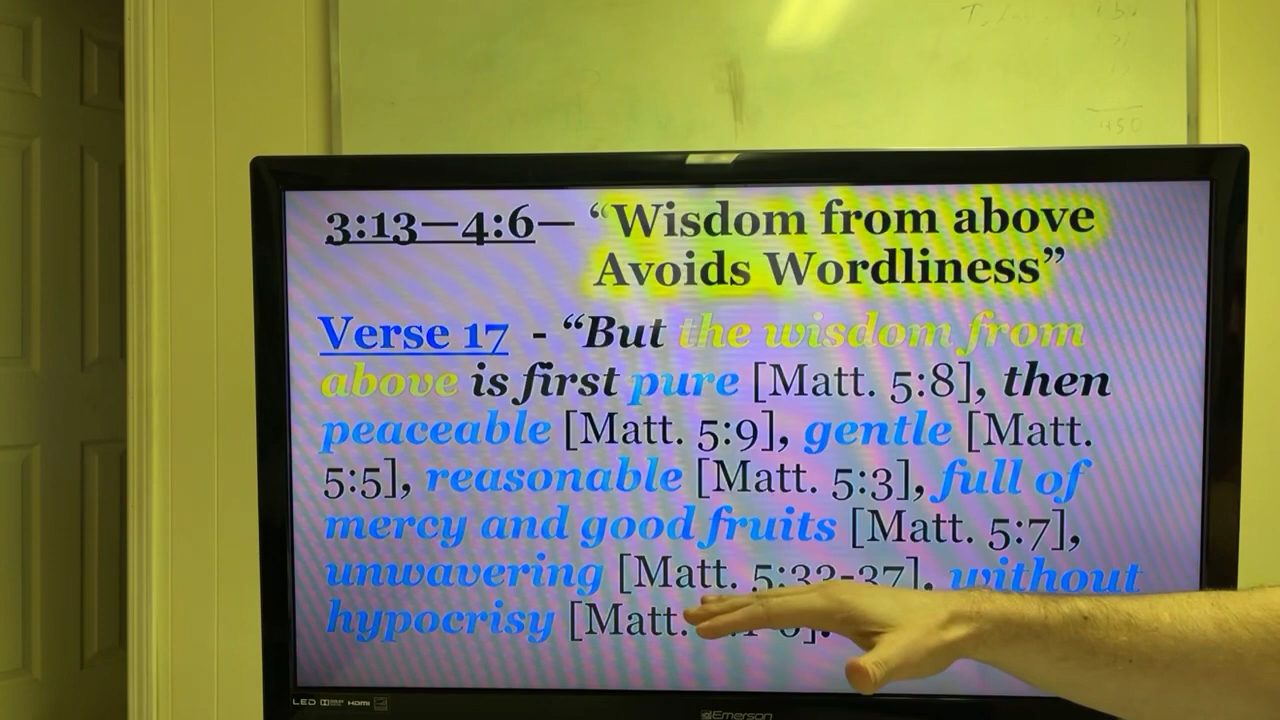 3:13—4:6— “Wisdom from above
Avoids Wordliness”
Verse 17 - “But the wisdom from
above is first pure [Matt. 5:8], then
peaceable [Matt. 5:9], gentle [Matt.
5:5], reasonable [Matt. 5:3], full of
mercy and good fruits [Matt. 5:7],
unwavering [Matt. 5:33-37], without
hypocrisy [Matt.
LED HDMI
Emerson